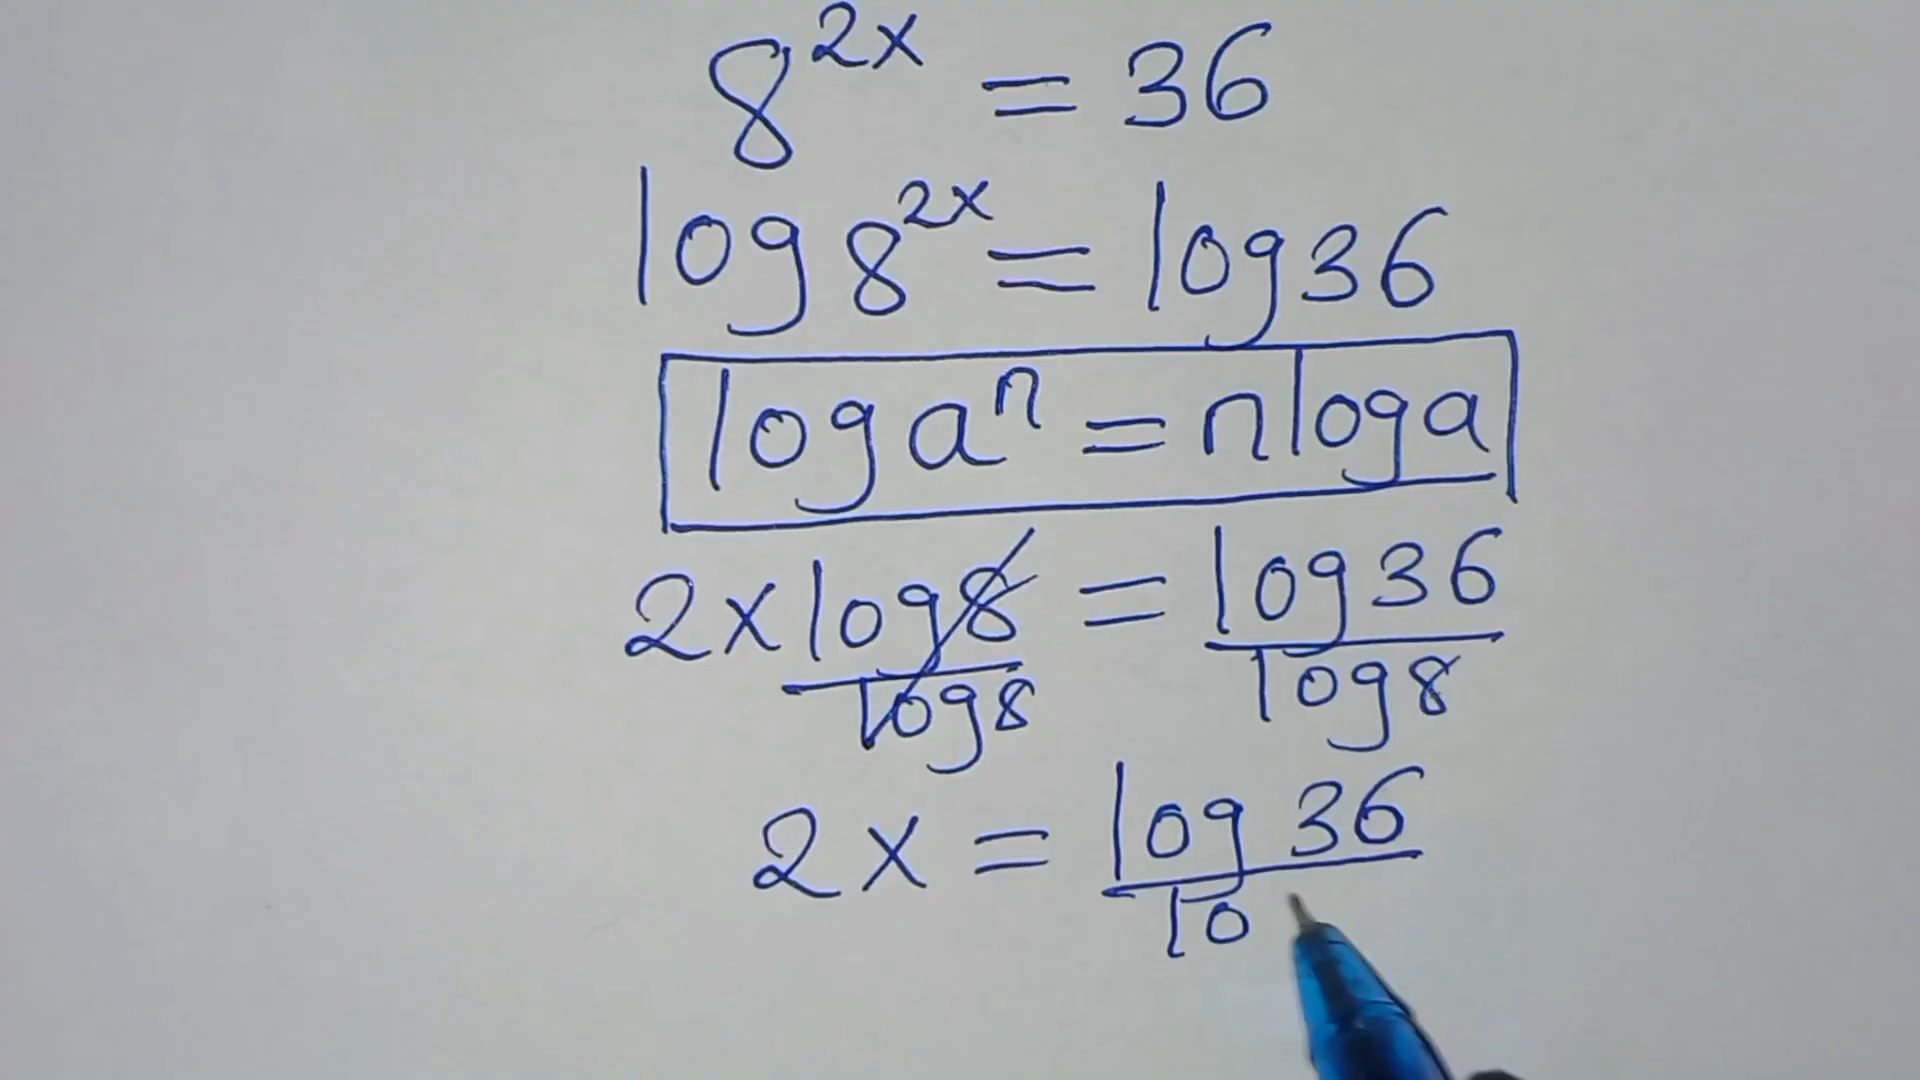 8^{2x} = 36
log 8^{2x} = log 36
log a^n = n log a
2x log 8 / log 8 = log 36 / log 8
2x = log 36 / lo